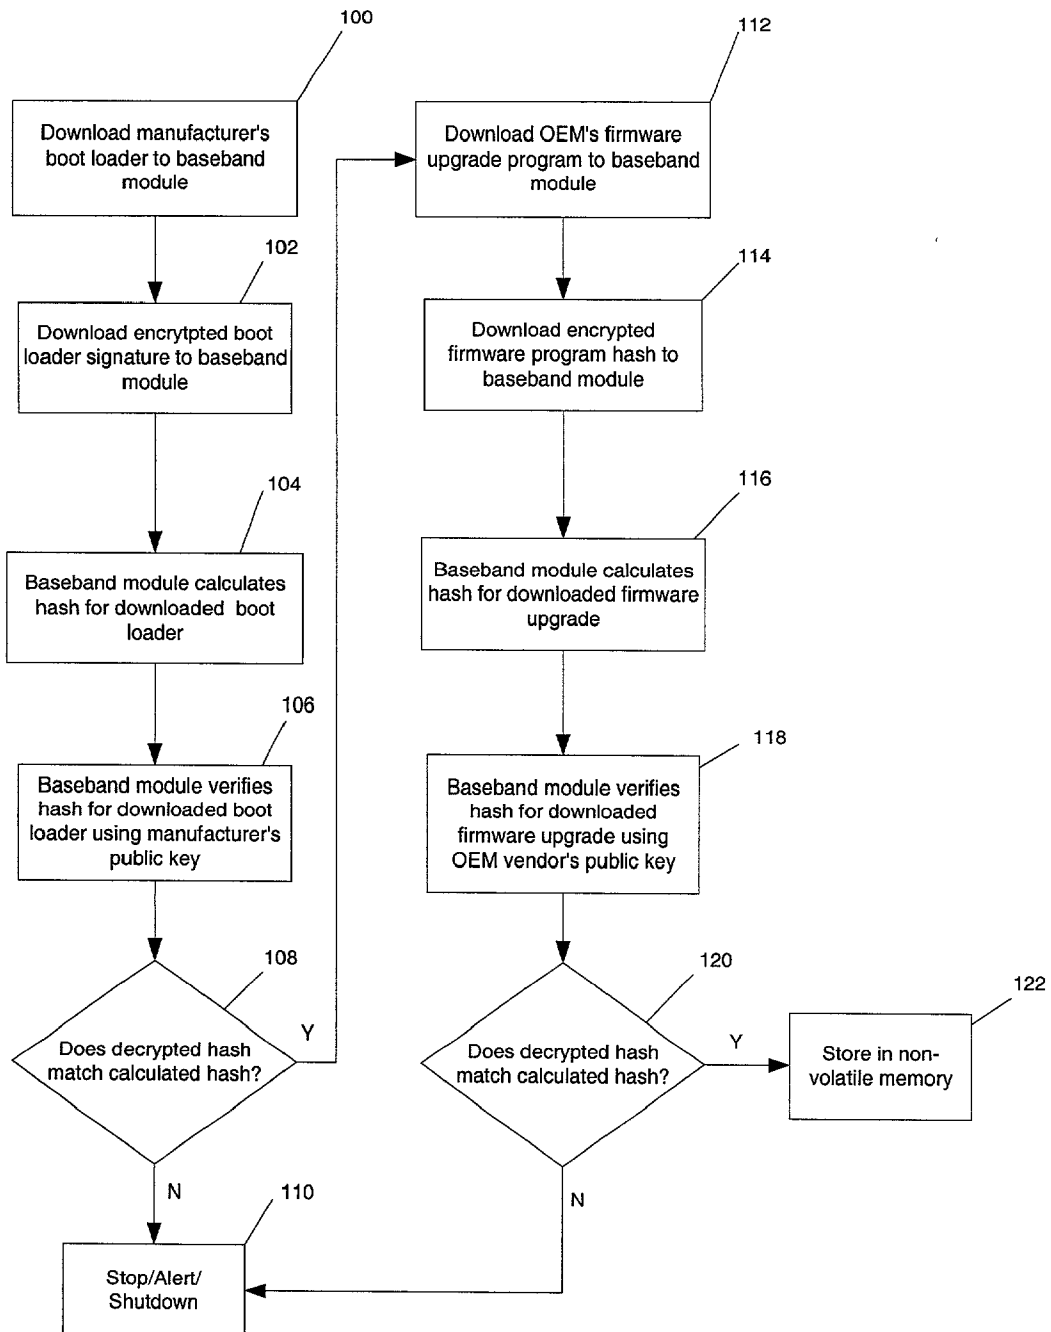 100
Download manufacturer's
boot loader to baseband
module
102
Download encrytpted boot
loader signature to baseband
module
104
Baseband module calculates
hash for downloaded boot
loader
106
Baseband module verifies
hash for downloaded boot
loader using manufacturer's
public key
108
Does decrypted hash
match calculated hash?
Y
N
110
Stop/Alert/
Shutdown
112
Download OEM's firmware
upgrade program to baseband
module
114
Download encrypted
firmware program hash to
baseband module
116
Baseband module calculates
hash for downloaded firmware
upgrade
118
Baseband module verifies
hash for downloaded
firmware upgrade using
OEM vendor's public key
120
Does decrypted hash
match calculated hash?
Y
N
122
Store in non-
volatile memory